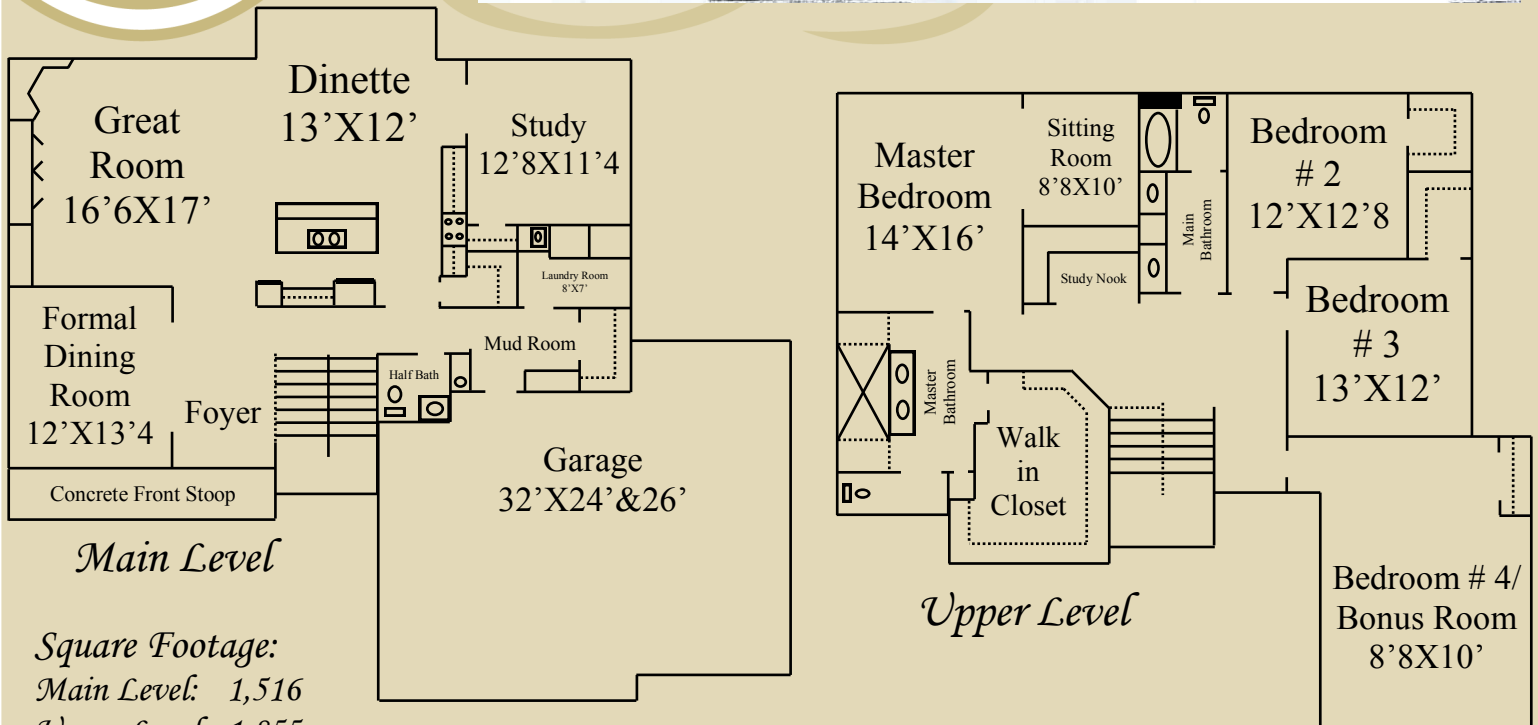 Great
Room
16’6X17’
Dinette
13’X12’
Study
12’8X11’4
Laundry Room
8’X7’
Mud Room
Half Bath
Formal
Dining
Room
12’X13’4
Foyer
Concrete Front Stoop
Garage
32’X24’&26’
Main Level
Square Footage:
Main Level: 1,516
Master
Bedroom
14’X16’
Sitting
Room
8’8X10’
Study Nook
Main
Bathroom
Bedroom
# 2
12’X12’8
Bedroom
# 3
13’X12’
Master
Bathroom
Walk
in
Closet
Bedroom # 4/
Bonus Room
8’8X10’
Upper Level